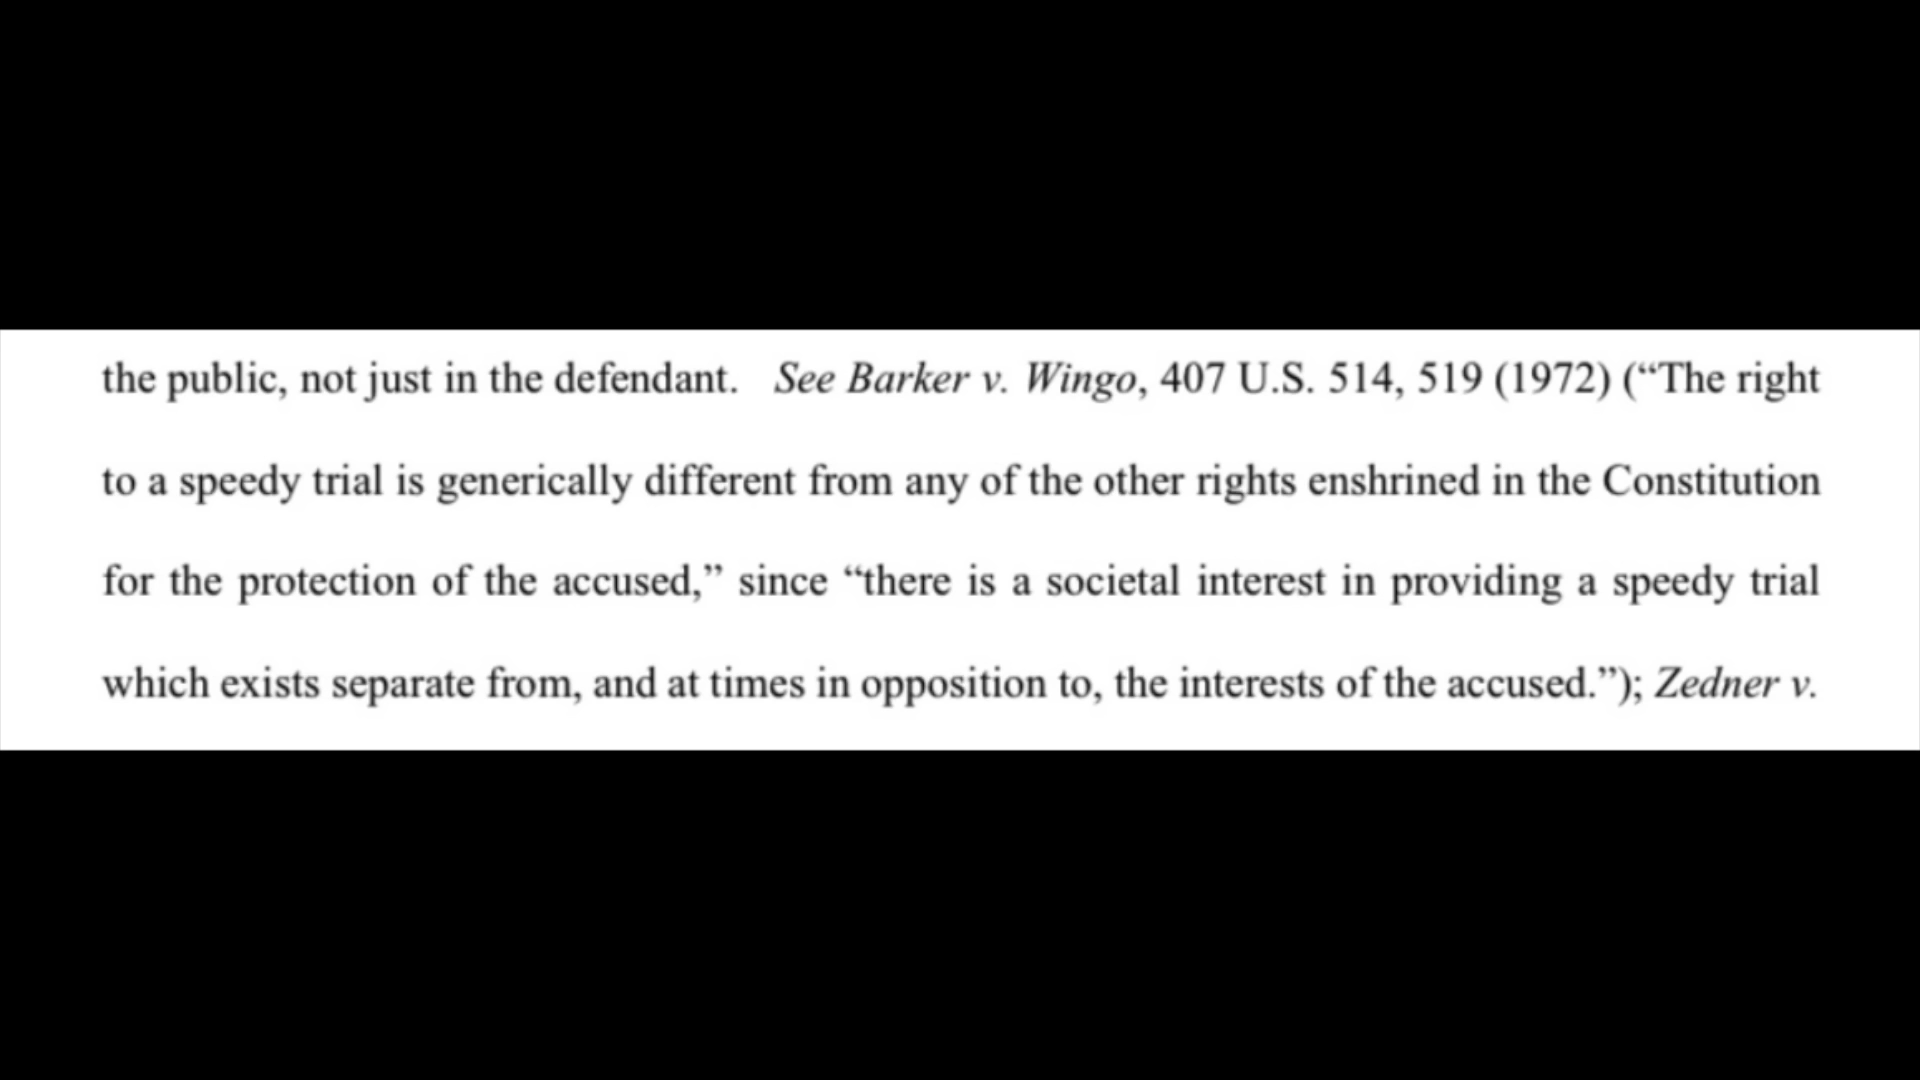 the public, not just in the defendant. See Barker v. Wingo, 407 U.S. 514, 519 (1972) (“The right
to a speedy trial is generically different from any of the other rights enshrined in the Constitution
for the protection of the accused,” since “there is a societal interest in providing a speedy trial
which exists separate from, and at times in opposition to, the interests of the accused.”); Zedner v.